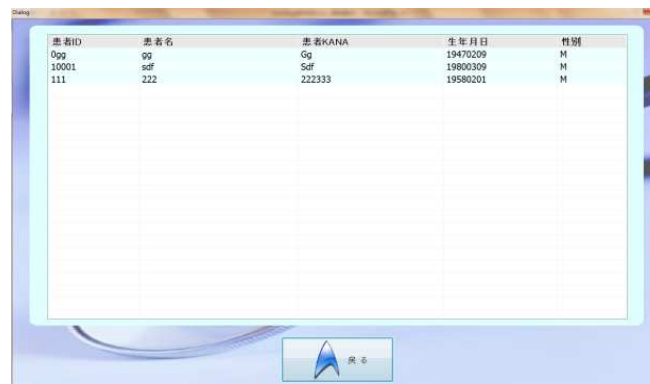 Dialog
患者ID 患者名 患者KANA 生年月日 性別
0gg gg Gg 19470209 M
10001 sdf Sdf 19800309 M
111 222 222333 19580201 M
戻る